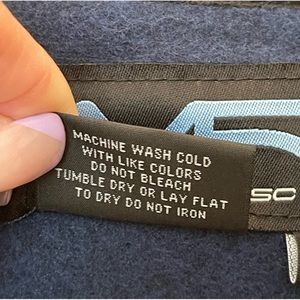 MACHINE WASH COLD
WITH LIKE COLORS
DO NOT BLEACH
TUMBLE DRY OR LAY FLAT
TO DRY DO NOT IRON
SC